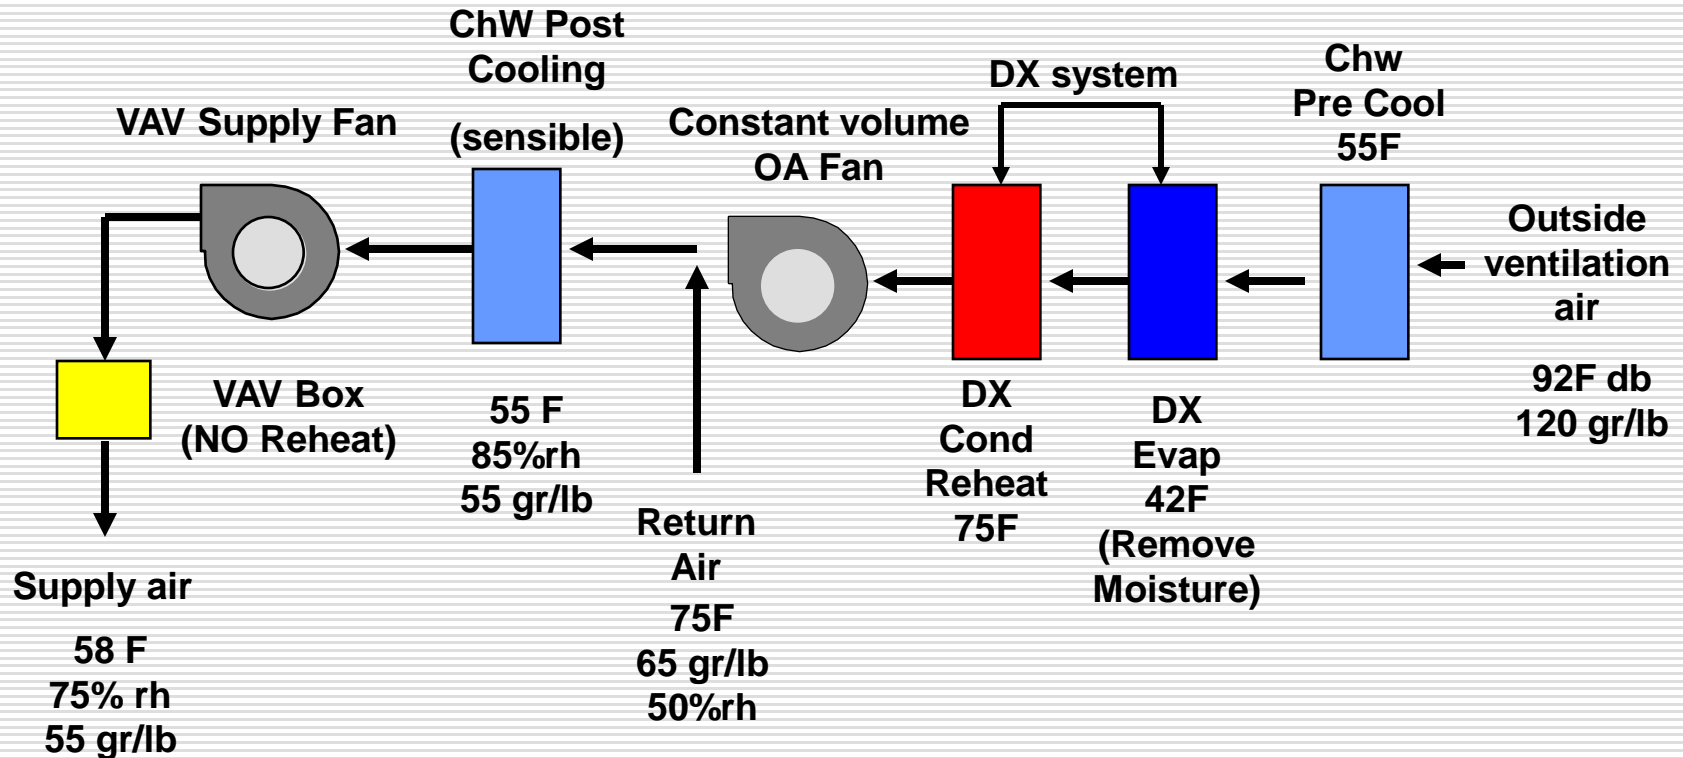 ChW Post
Cooling
(sensible)
VAV Supply Fan
Constant volume
OA Fan
DX system
Chw
Pre Cool
55F
Outside
ventilation
air
92F db
120 gr/lb
DX
Evap
42F
(Remove
Moisture)
DX
Cond
Reheat
75F
Return
Air
75F
65 gr/lb
50%rh
55 F
85%rh
55 gr/lb
VAV Box
(NO Reheat)
Supply air
58 F
75% rh
55 gr/lb